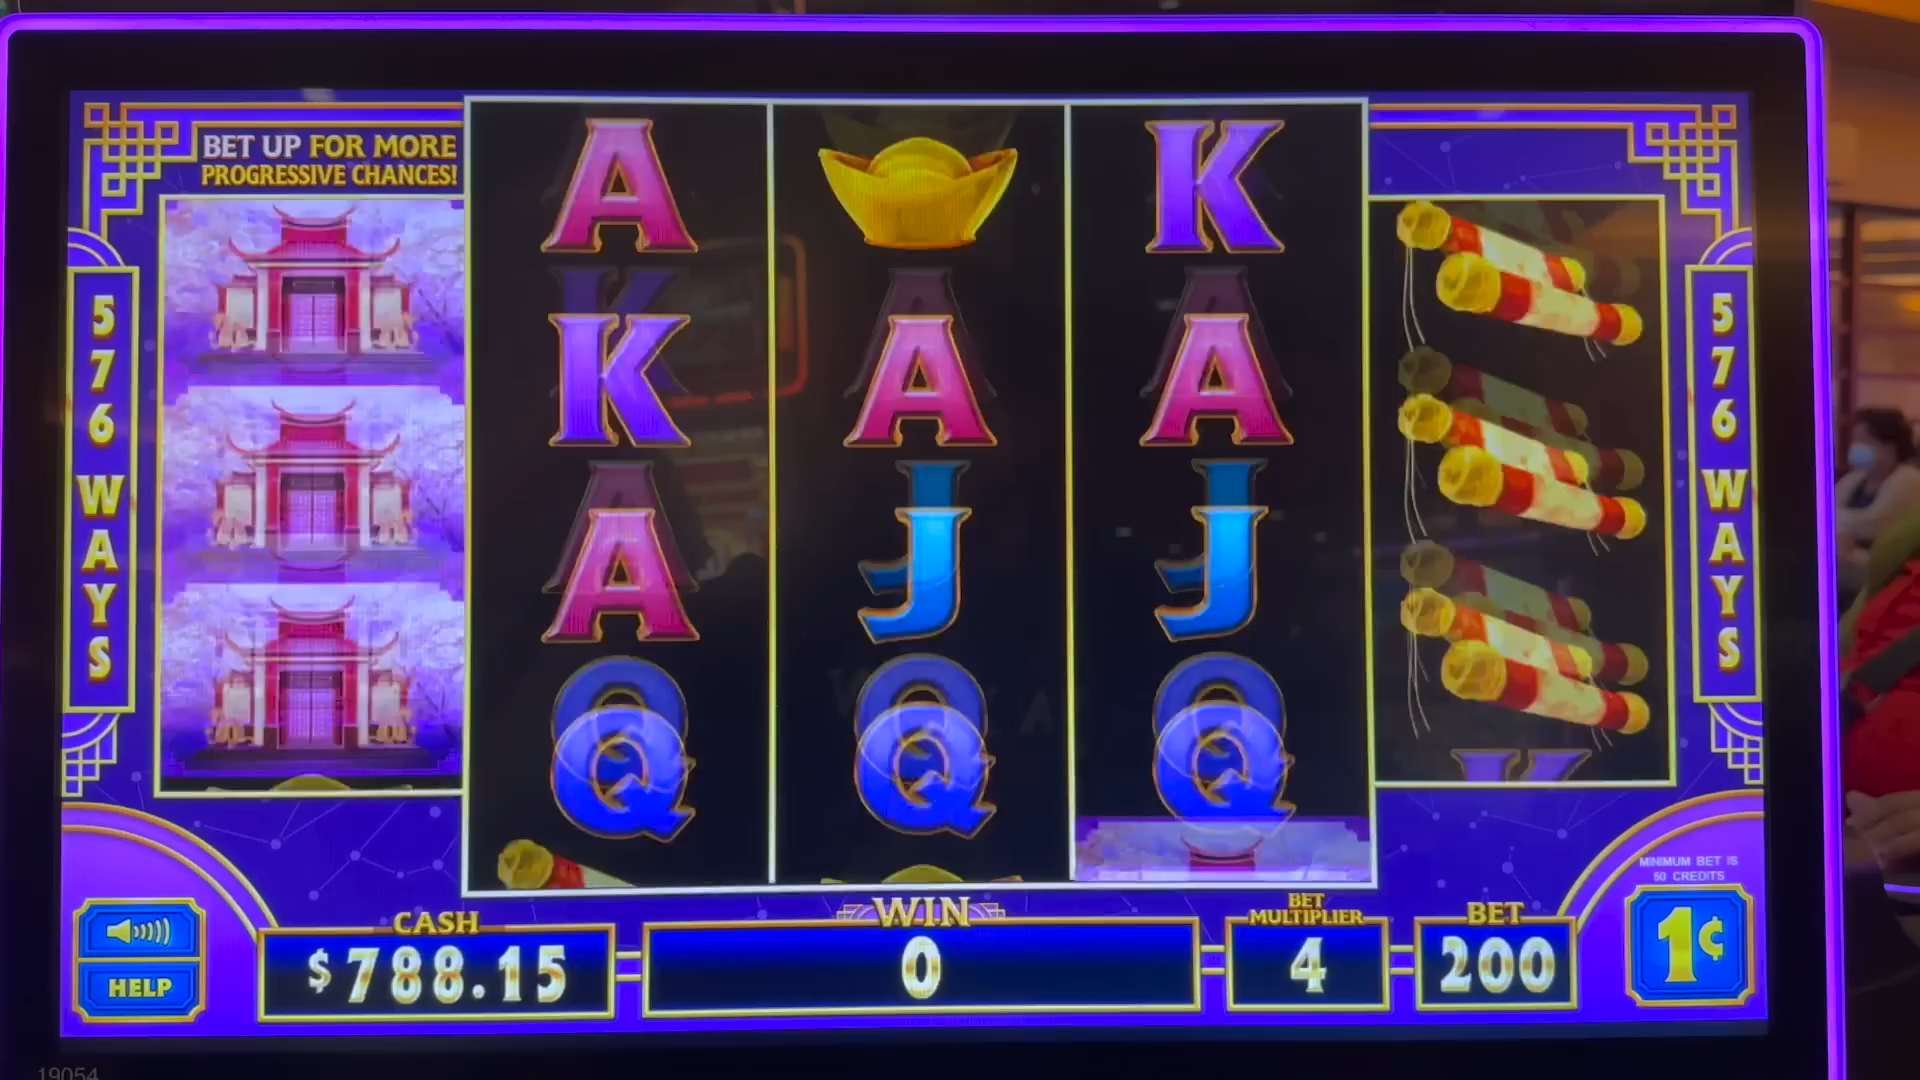 BET UP FOR MORE
PROGRESSIVE CHANCES!
576 WAYS
A
K
A
Q
A
J
Q
K
A
J
Q
K
576 WAYS
MINIMUM BET IS
50 CREDITS
HELP
CASH
$788.15
WIN
0
BET
MULTIPLIER
4
BET
200
1¢
19054